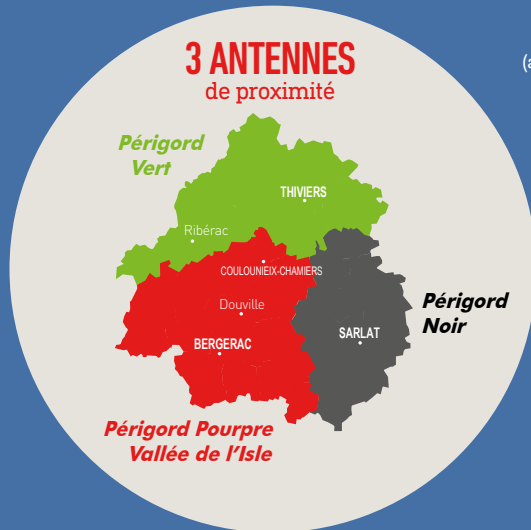 3 ANTENNES
de proximité
(a
Périgord
Vert
THIVIERS
Ribérac
COULOUNIEIX-CHAMIERS
Douville
BERGERAC
SARLAT
Périgord
Noir
Périgord Pourpre
Vallée de l'Isle